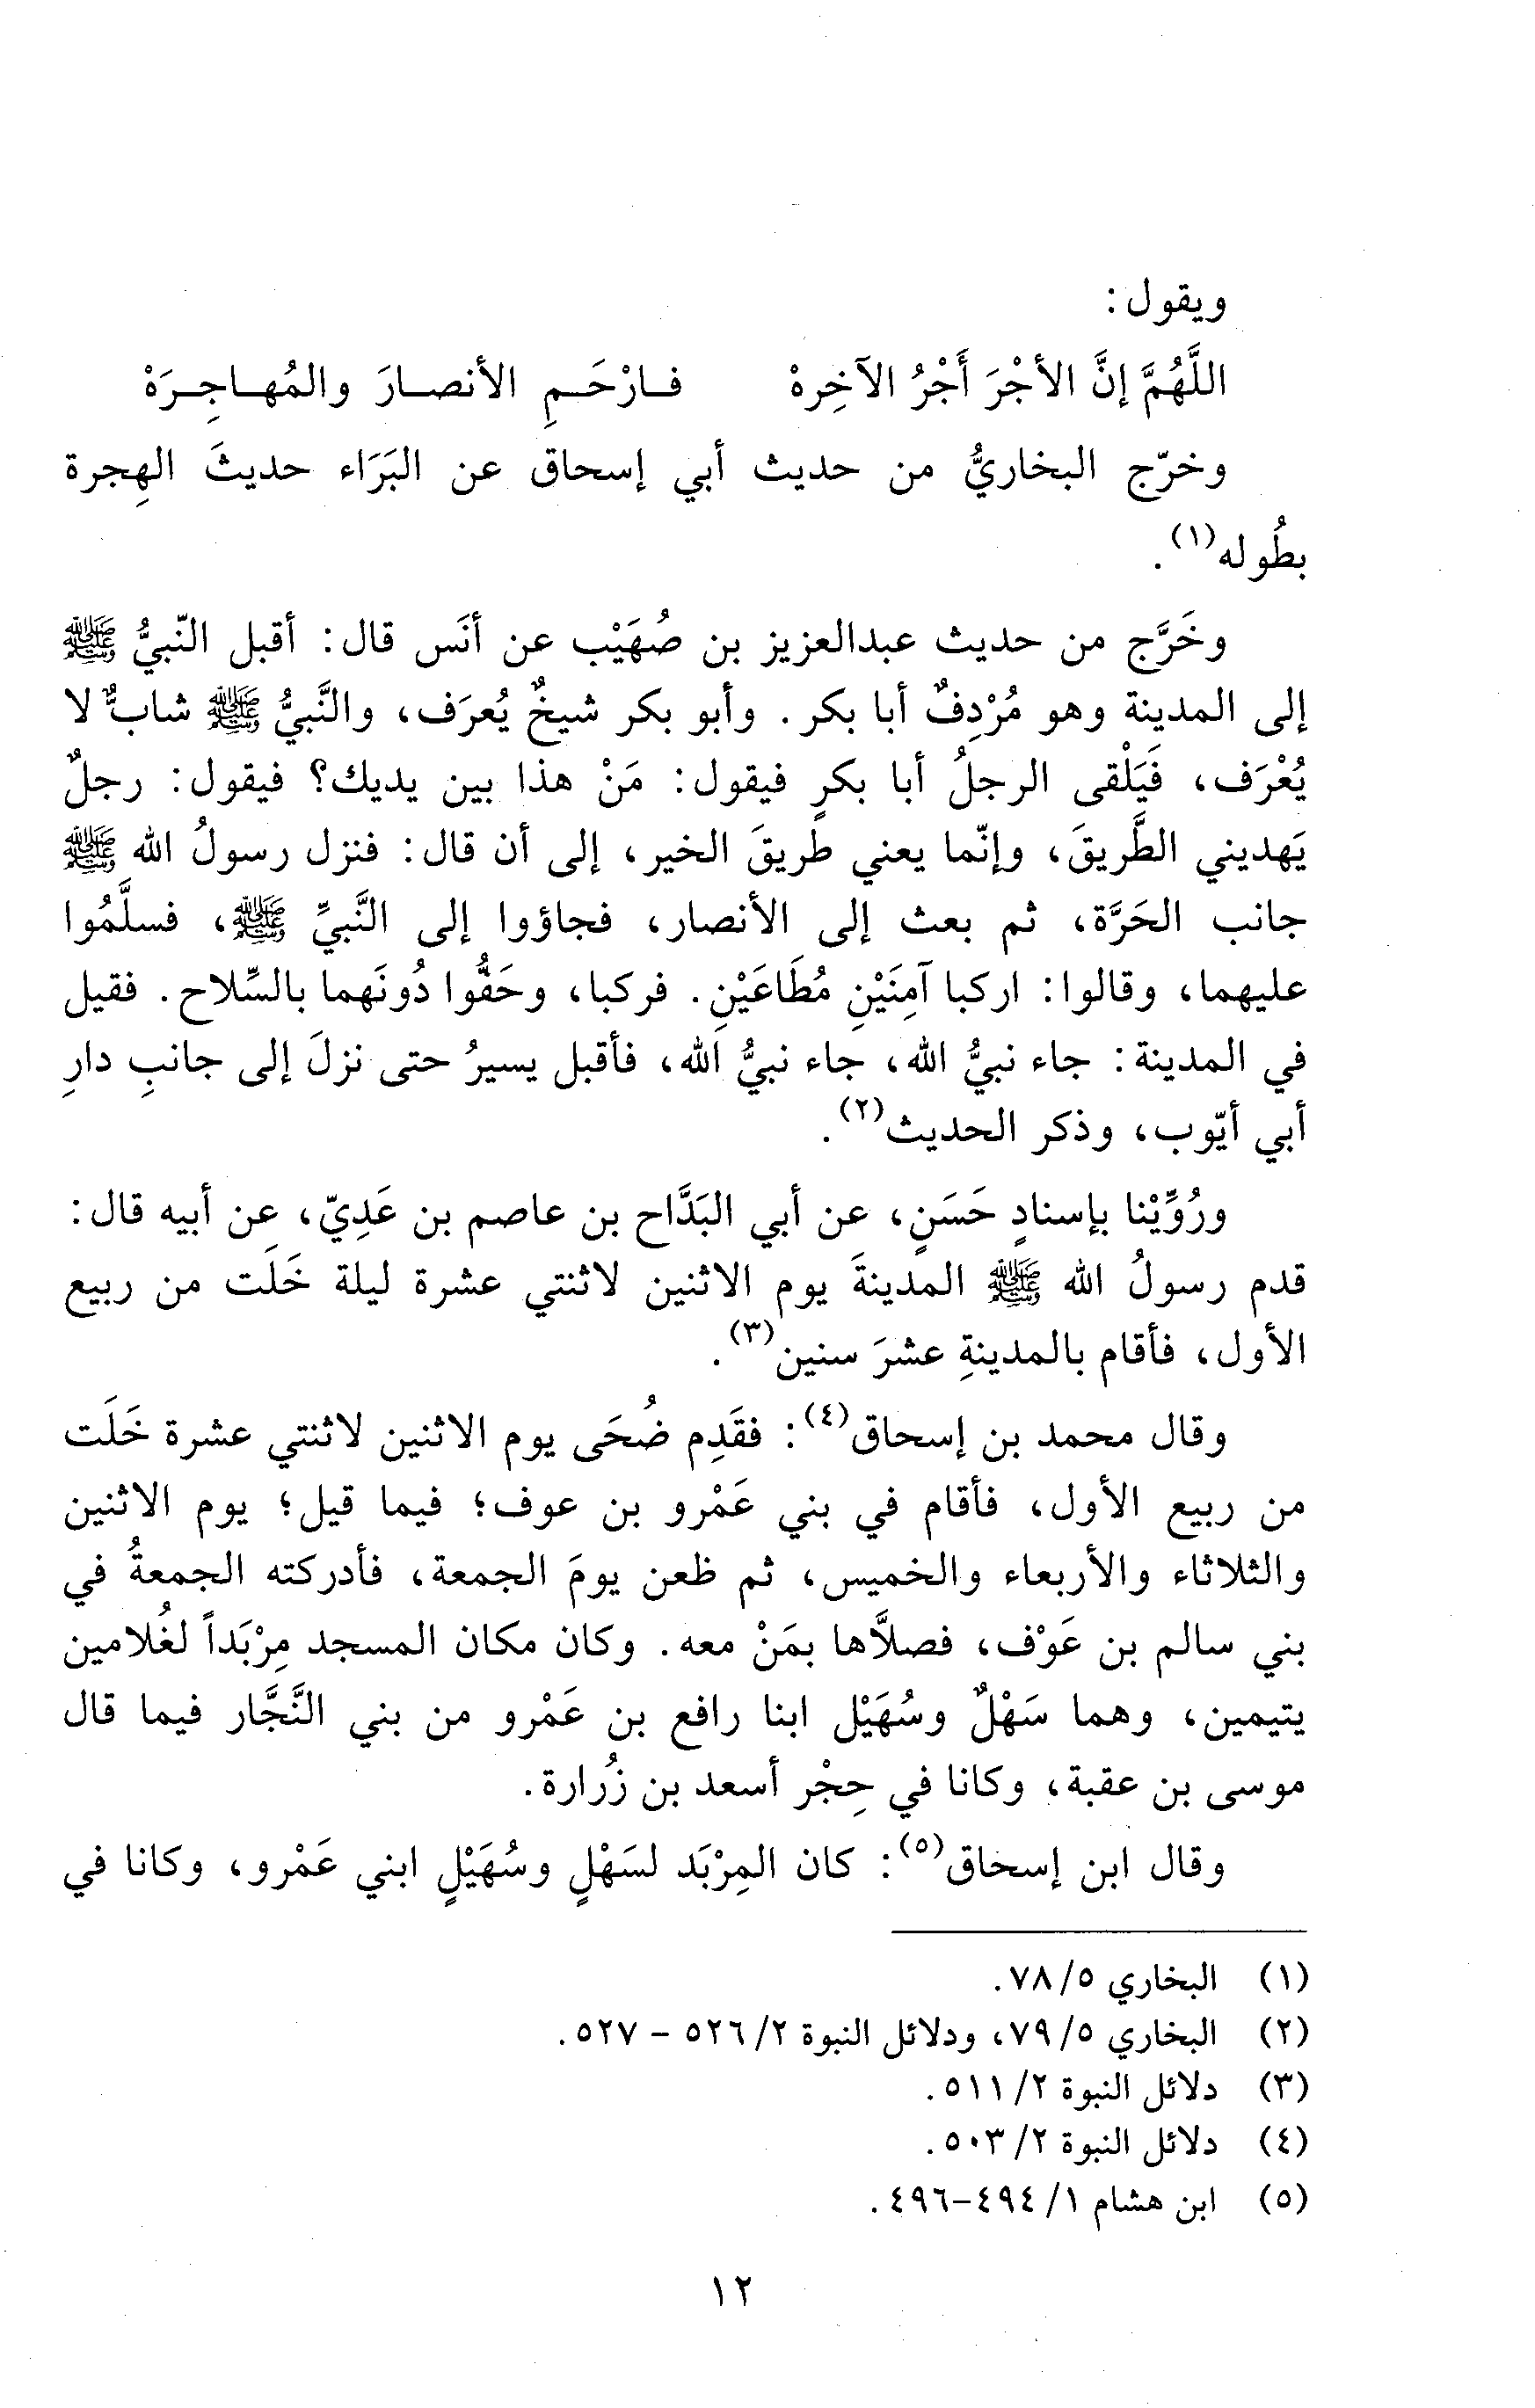 ويقول:
اللَّهُمَّ إنَّ الأجْرَ أَجْرُ الآخِرهْ فـارْحَـمِ الأنصـارَ والمُهـاجِـرَهْ
وخرّج البخاريُّ من حديث أبي إسحاق عن البَرَاء حديثَ الهِجرة
بطُوله(١).
وخَرَّج من حديث عبدالعزيز بن صُهَيْب عن أنَس قال: أقبل النّبيُّ ﷺ
إلى المدينة وهو مُرْدِفٌ أبا بكر. وأبو بكر شيخٌ يُعرَف، والنَّبيُّ ﷺ شابٌّ لا
يُعْرَف، فَيَلْقى الرجلُ أبا بكرٍ فيقول: مَنْ هذا بين يديك؟ فيقول: رجلٌ
يَهديني الطَّريقَ، وإنّما يعني طريقَ الخير، إلى أن قال: فنزل رسولُ الله ﷺ
جانب الحَرَّة، ثم بعث إلى الأنصار، فجاؤوا إلى النَّبيِّ ﷺ، فسلَّمُوا
عليهما، وقالوا: اركبا آمِنَيْنِ مُطَاعَيْنِ. فركبا، وحَفُّوا دُونَهما بالسِّلاح. فقيل
في المدينة: جاء نبيُّ الله، جاء نبيُّ الله، فأقبل يسيرُ حتى نزلَ إلى جانبِ دارِ
أبي أيّوب، وذكر الحديث(٢).
ورُوِّيْنا بإسنادٍ حَسَنٍ، عن أبي البَدَّاح بن عاصم بن عَدِيّ، عن أبيه قال:
قدم رسولُ الله ﷺ المدينةَ يوم الاثنين لاثنتي عشرة ليلة خَلَت من ربيع
الأول، فأقام بالمدينةِ عشرَ سنين(٣).
وقال محمد بن إسحاق(٤): فقَدِم ضُحَى يوم الاثنين لاثنتي عشرة خَلَت
من ربيع الأول، فأقام في بني عَمْرو بن عوف؛ فيما قيل؛ يوم الاثنين
والثلاثاء والأربعاء والخميس، ثم ظعن يومَ الجمعة، فأدركته الجمعةُ في
بني سالم بن عَوْف، فصلاَّها بمَنْ معه. وكان مكان المسجد مِرْبَداً لغُلامين
يتيمين، وهما سَهْلٌ وسُهَيْل ابنا رافع بن عَمْرو من بني النَّجَّار فيما قال
موسى بن عقبة، وكانا في حِجْر أسعد بن زُرارة.
وقال ابن إسحاق(٥): كان المِرْبَد لسَهْلٍ وسُهَيْلٍ ابني عَمْرو، وكانا في
(١) البخاري ٥/ ٧٨.
(٢) البخاري ٥/ ٧٩، ودلائل النبوة ٢/ ٥٢٦ - ٥٢٧.
(٣) دلائل النبوة ٢/ ٥١١.
(٤) دلائل النبوة ٢/ ٥٠٣.
(٥) ابن هشام ١/ ٤٩٤-٤٩٦.
١٢